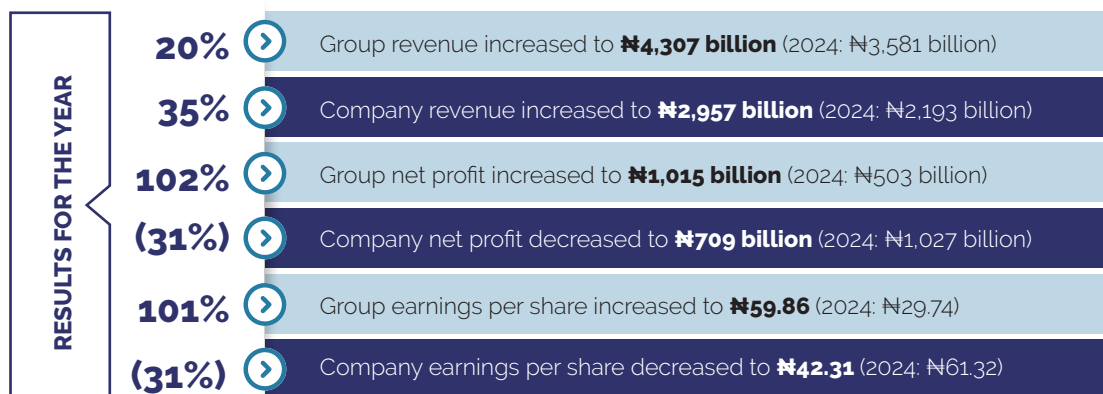 RESULTS FOR THE YEAR
20% Group revenue increased to ₦4,307 billion (2024: ₦3,581 billion)
35% Company revenue increased to ₦2,957 billion (2024: ₦2,193 billion)
102% Group net profit increased to ₦1,015 billion (2024: ₦503 billion)
(31%) Company net profit decreased to ₦709 billion (2024: ₦1,027 billion)
101% Group earnings per share increased to ₦59.86 (2024: ₦29.74)
(31%) Company earnings per share decreased to ₦42.31 (2024: ₦61.32)